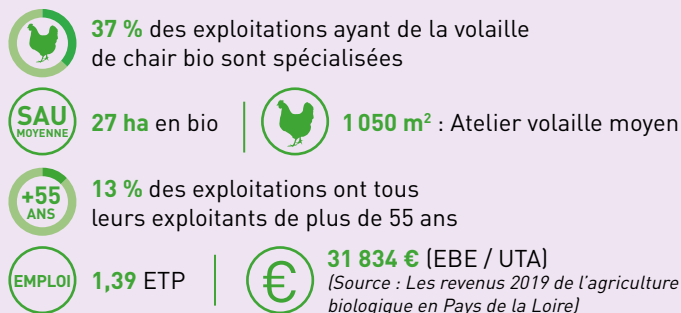 37 % des exploitations ayant de la volaille
de chair bio sont spécialisées
SAU
MOYENNE
27 ha en bio
1 050 m² : Atelier volaille moyen
+55
ANS
13 % des exploitations ont tous
leurs exploitants de plus de 55 ans
EMPLOI
1,39 ETP
€
31 834 € (EBE / UTA)
(Source : Les revenus 2019 de l'agriculture
biologique en Pays de la Loire)